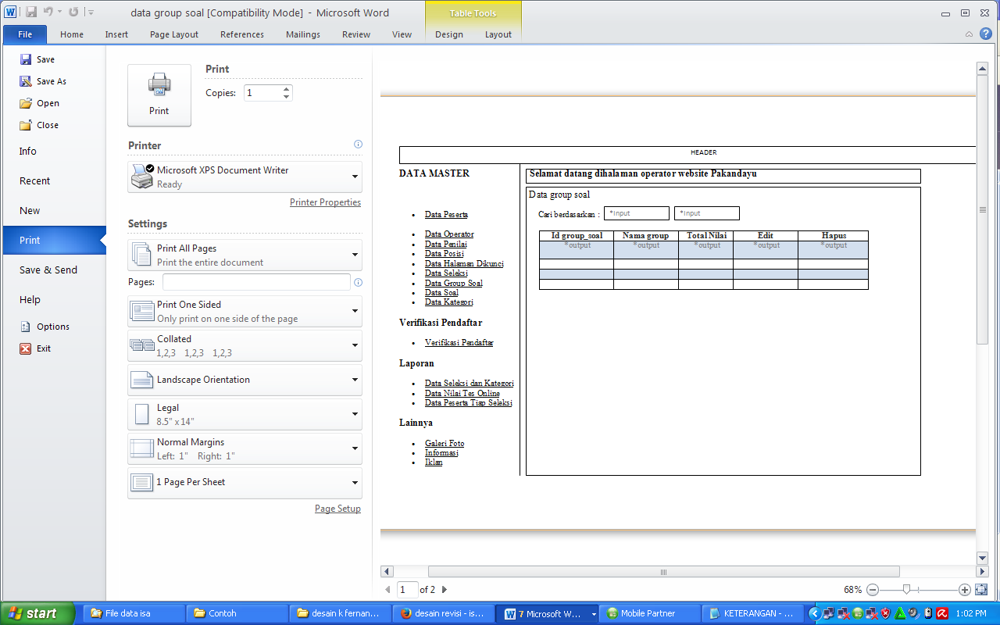 data group soal [Compatibility Mode] - Microsoft Word
Table Tools
File Home Insert Page Layout References Mailings Review View Design Layout
Save
Save As
Open
Close
Info
Recent
New
Print
Save & Send
Help
Options
Exit
Print
Print
Copies: 1
Printer
Microsoft XPS Document Writer
Ready
Printer Properties
Settings
Print All Pages
Print the entire document
Pages:
Print One Sided
Only print on one side of the page
Collated
1,2,3 1,2,3 1,2,3
Landscape Orientation
Legal
8.5" x 14"
Normal Margins
Left: 1" Right: 1"
1 Page Per Sheet
Page Setup
HEADER
DATA MASTER
Data Peserta
Data Operator
Data Penilai
Data Posisi
Data Halaman Dikunci
Data Seleksi
Data Group Soal
Data Soal
Data Kategori
Verifikasi Pendaftar
Verifikasi Pendaftar
Laporan
Data Seleksi dan Kategori
Data Nilai Tes Online
Data Peserta Tiap Seleksi
Lainnya
Galeri Foto
Informasi
Iklan
Selamat datang dihalaman operator website Pakandayu
Data group soal
Cari berdasarkan : *Input *Input
Id group_soal Nama group Total Nilai Edit Hapus
*output *output *output *output *output
1 of 2
68%
start
File data isa
Contoh
desain k fernan...
desain revisi - is...
7 Microsoft W...
Mobile Partner
KETERANGAN - ...
1:02 PM